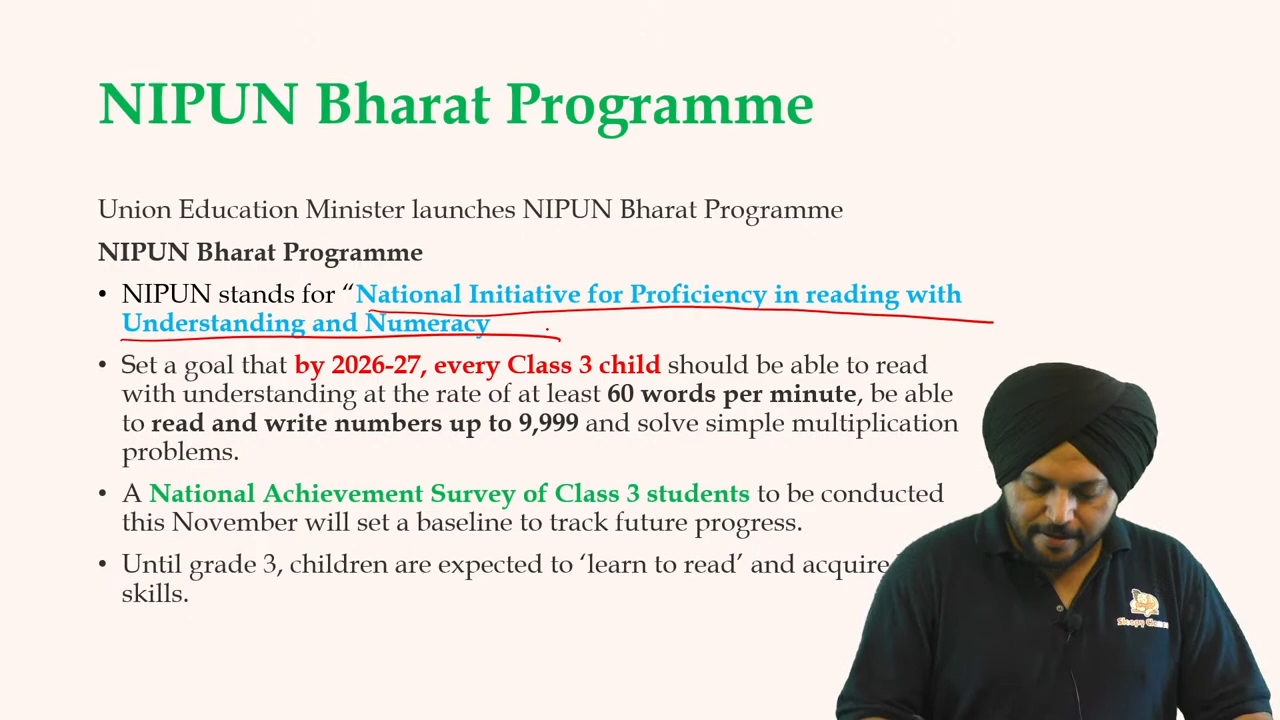 NIPUN Bharat Programme
Union Education Minister launches NIPUN Bharat Programme
NIPUN Bharat Programme
• NIPUN stands for “National Initiative for Proficiency in reading with
Understanding and Numeracy
• Set a goal that by 2026-27, every Class 3 child should be able to read
with understanding at the rate of at least 60 words per minute, be able
to read and write numbers up to 9,999 and solve simple multiplication
problems.
• A National Achievement Survey of Class 3 students to be conducted
this November will set a baseline to track future progress.
• Until grade 3, children are expected to ‘learn to read’ and acquire
skills.
Sleepy